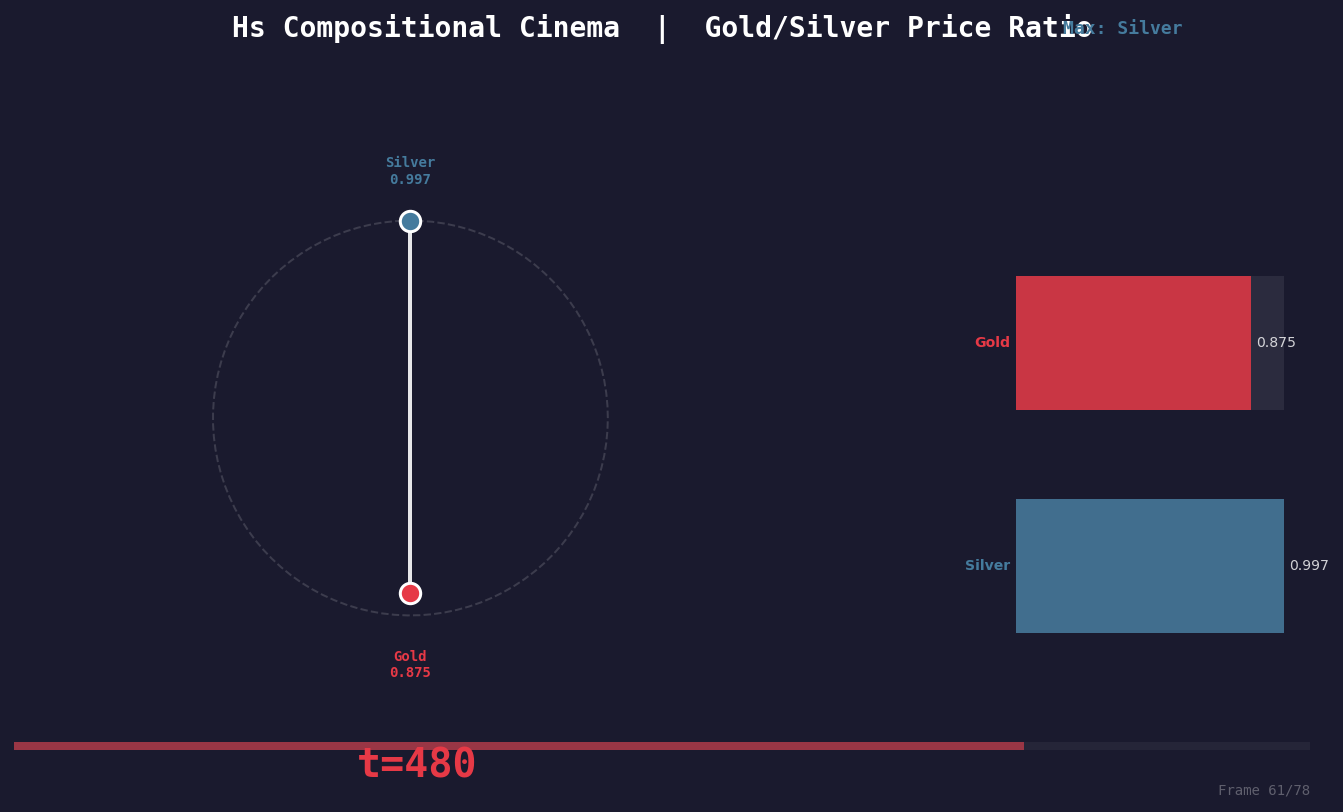 Hs Compositional Cinema | Gold/Silver Price Ratio
Max: Silver
Silver
0.997
Gold
0.875
Gold
0.875
Silver
0.997
t=480
Frame 61/78